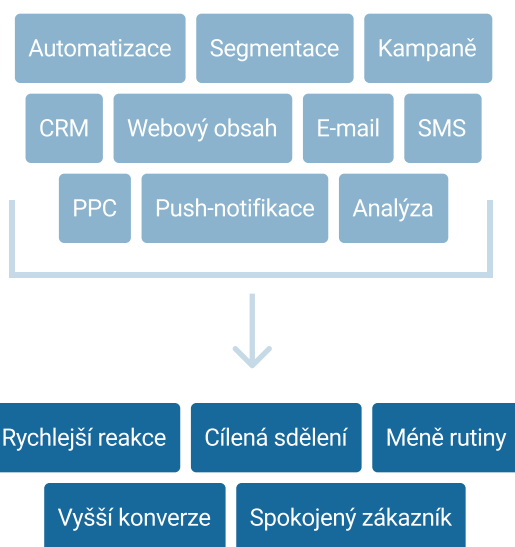 Automatizace Segmentace Kampaně
CRM Webový obsah E-mail SMS
PPC Push-notifikace Analýza
Rychlejší reakce Cílená sdělení Méně rutiny
Vyšší konverze Spokojený zákazník